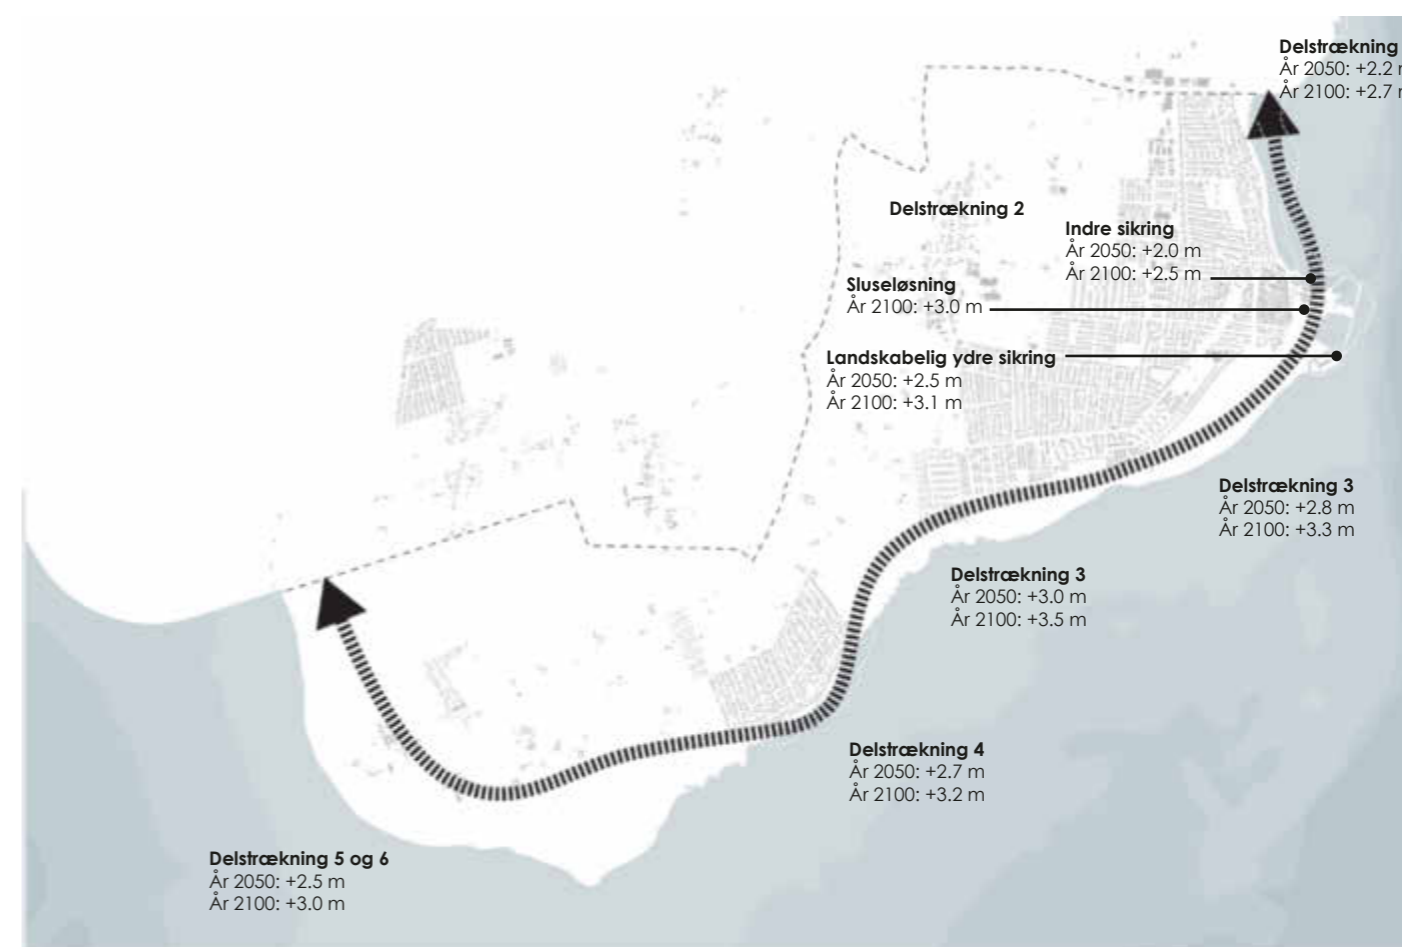 Delstrækning
År 2050: +2.2
År 2100: +2.7
Delstrækning 2
Indre sikring
År 2050: +2.0 m
År 2100: +2.5 m
Sluseløsning
År 2100: +3.0 m
Landskabelig ydre sikring
År 2050: +2.5 m
År 2100: +3.1 m
Delstrækning 3
År 2050: +2.8 m
År 2100: +3.3 m
Delstrækning 3
År 2050: +3.0 m
År 2100: +3.5 m
Delstrækning 4
År 2050: +2.7 m
År 2100: +3.2 m
Delstrækning 5 og 6
År 2050: +2.5 m
År 2100: +3.0 m